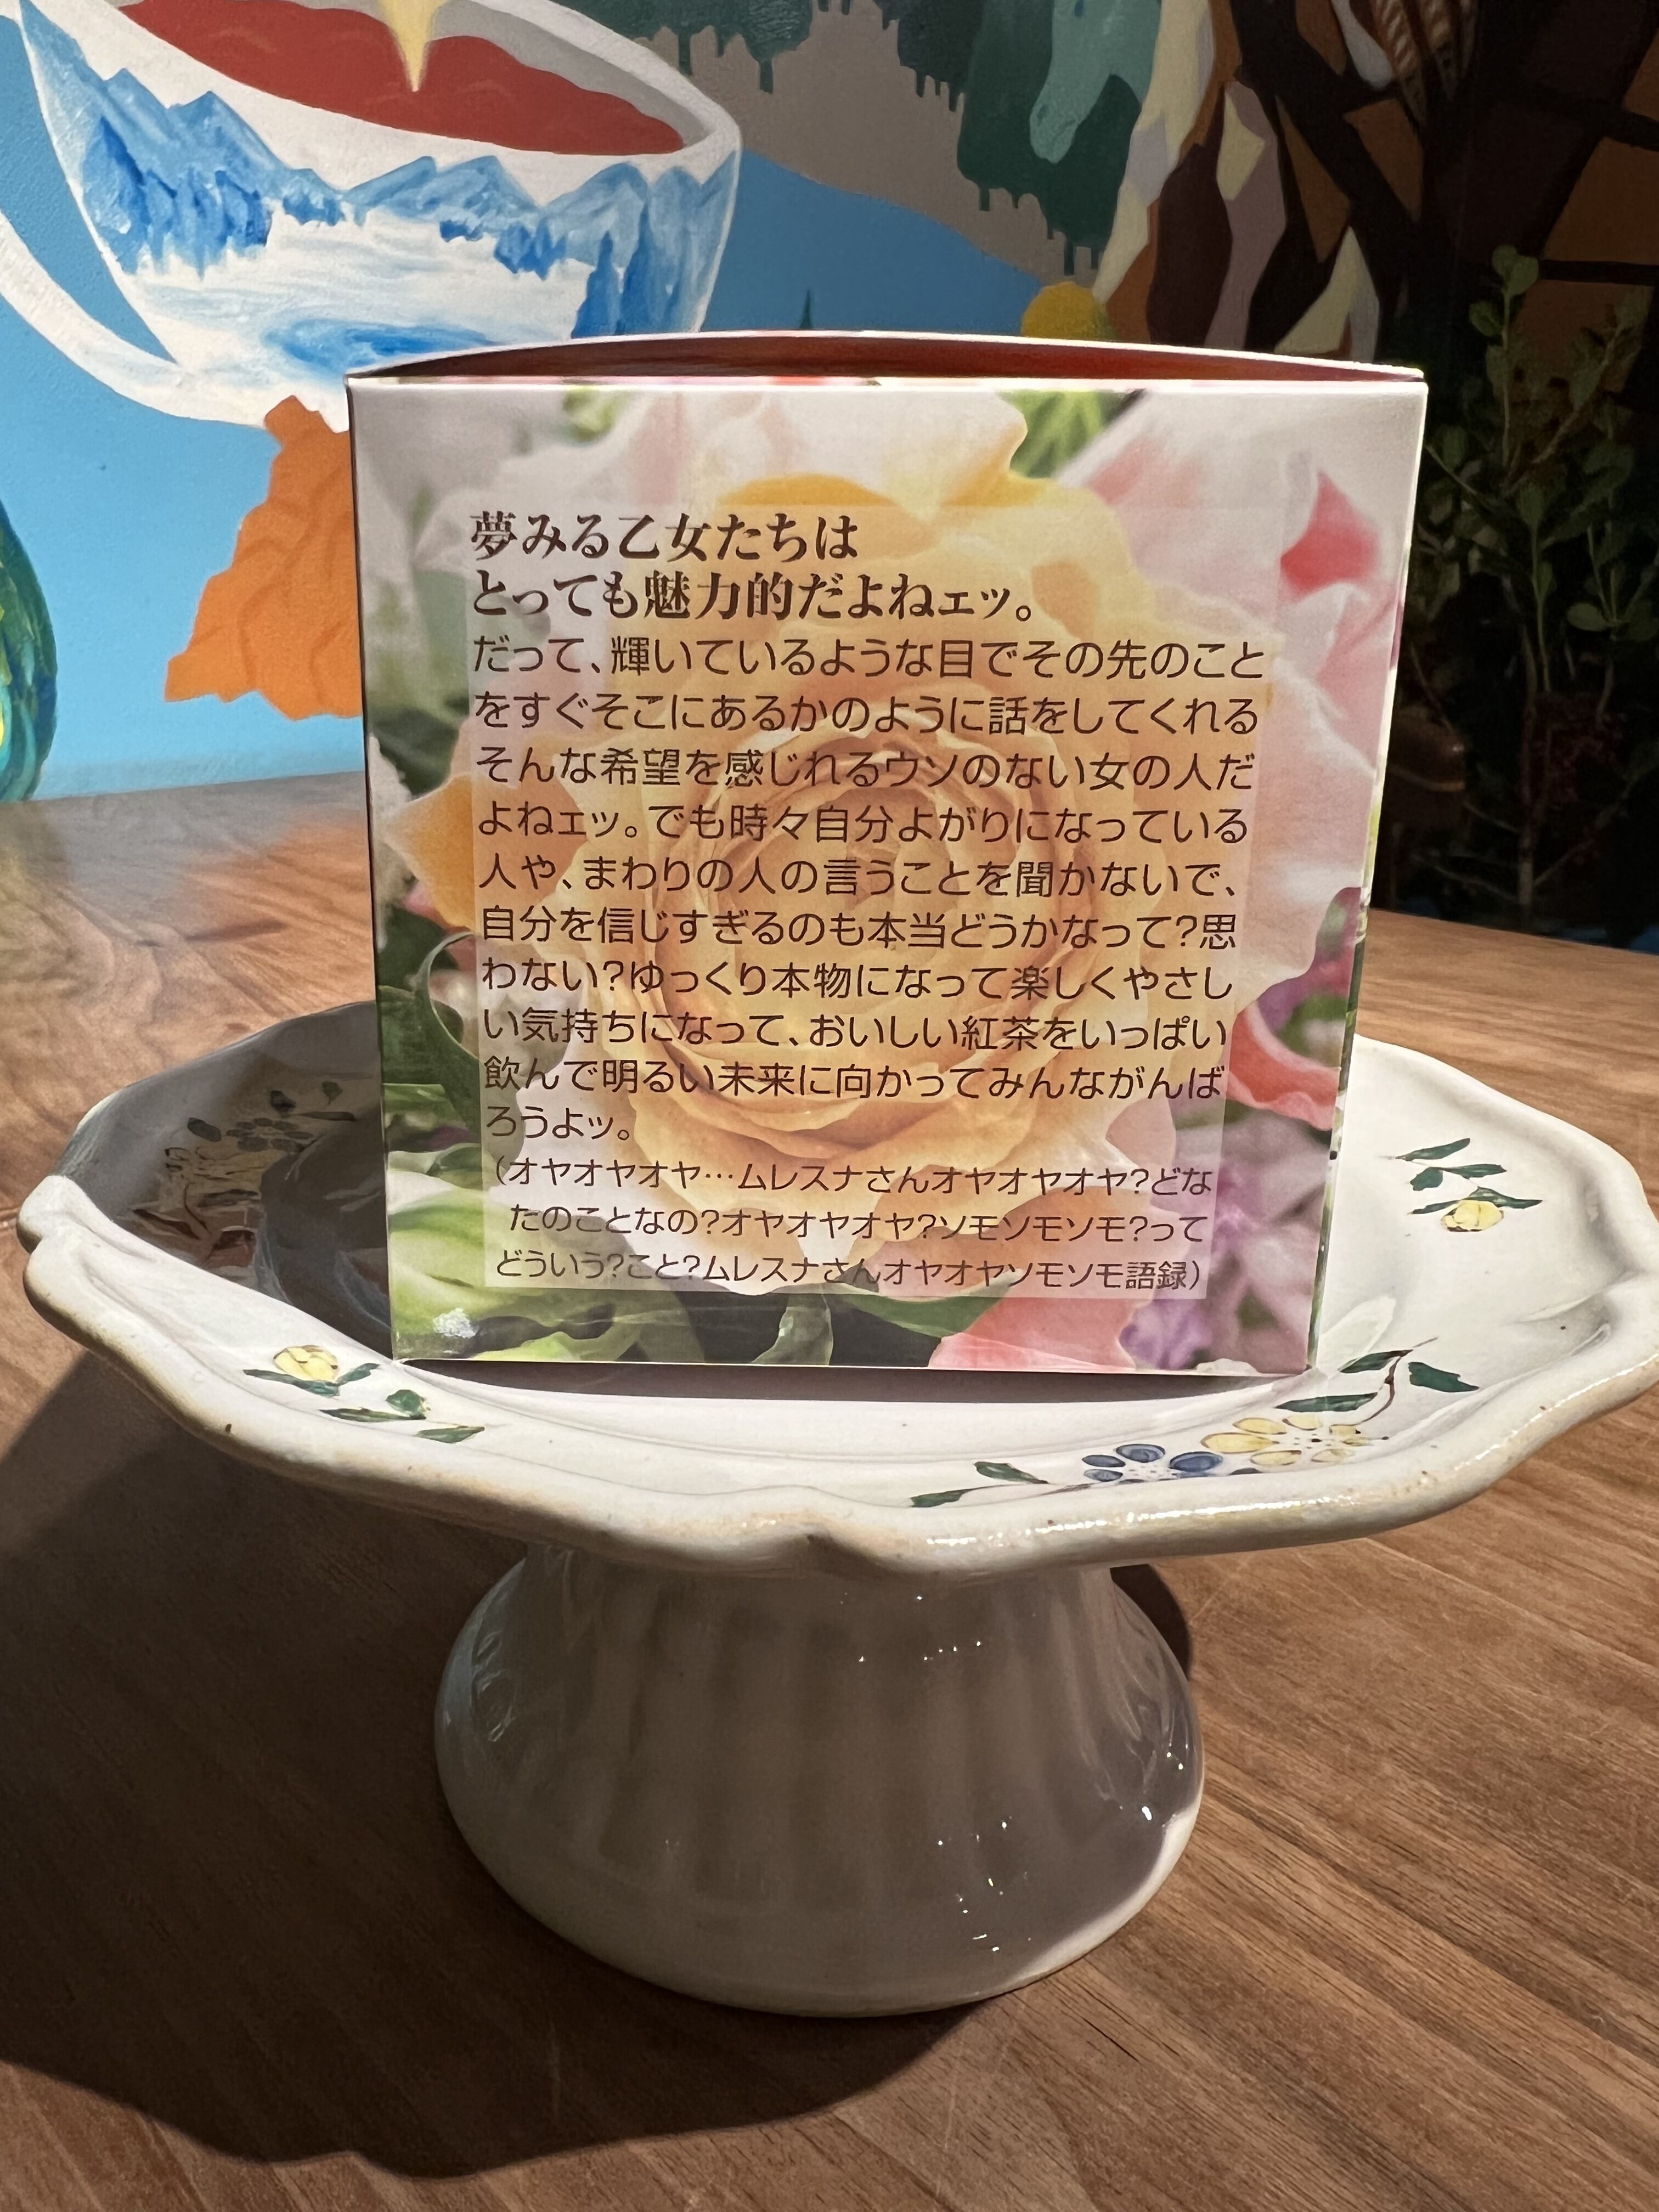 夢みる乙女たちは
とっても魅力的だよねェッ。
だって、輝いているような目でその先のこと
をすぐそこにあるかのように話をしてくれる
そんな希望を感じれるウソのない女の人だ
よねェッ。でも時々自分よがりになっている
人や、まわりの人の言うことを聞かないで、
自分を信じすぎるのも本当どうかなって?思
わない?ゆっくり本物になって楽しくやさし
い気持ちになって、おいしい紅茶をいっぱい
飲んで明るい未来に向かってみんながんば
ろうよッ。
(オヤオヤオヤ…ムレスナさんオヤオヤオヤ?どな
たのことなの?オヤオヤオヤ?ソモソモソモ?って
どういう?こと?ムレスナさんオヤオヤソモソモ語録)